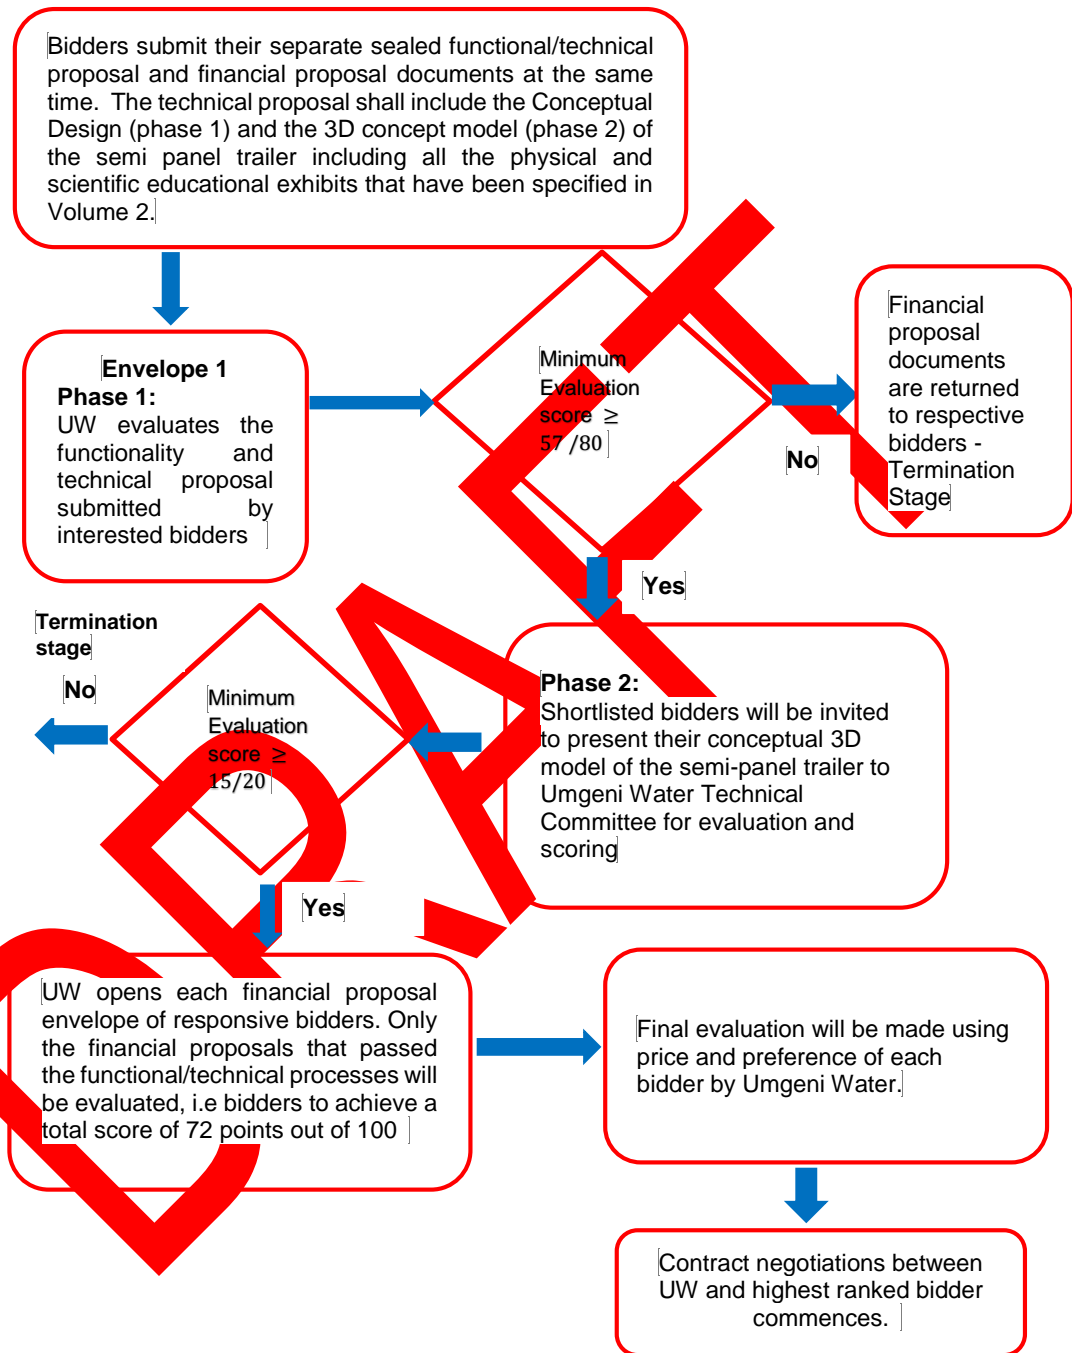 Bidders submit their separate sealed functional/technical
proposal and financial proposal documents at the same
time. The technical proposal shall include the Conceptual
Design (phase 1) and the 3D concept model (phase 2) of
the semi panel trailer including all the physical and
scientific educational exhibits that have been specified in
Volume 2.
Envelope 1
Phase 1:
UW evaluates the
functionality and
technical proposal
submitted by
interested bidders
Minimum
Evaluation
score ≥
57 /80
No
Financial
proposal
documents
are returned
to respective
bidders -
Termination
Stage
Yes
Phase 2:
Shortlisted bidders will be invited
to present their conceptual 3D
model of the semi-panel trailer to
Umgeni Water Technical
Committee for evaluation and
scoring
Minimum
Evaluation
score ≥
15/20
Termination
stage
No
Yes
UW opens each financial proposal
envelope of responsive bidders. Only
the financial proposals that passed
the functional/technical processes will
be evaluated, i.e bidders to achieve a
total score of 72 points out of 100
Final evaluation will be made using
price and preference of each
bidder by Umgeni Water.
Contract negotiations between
UW and highest ranked bidder
commences.
DRAFT